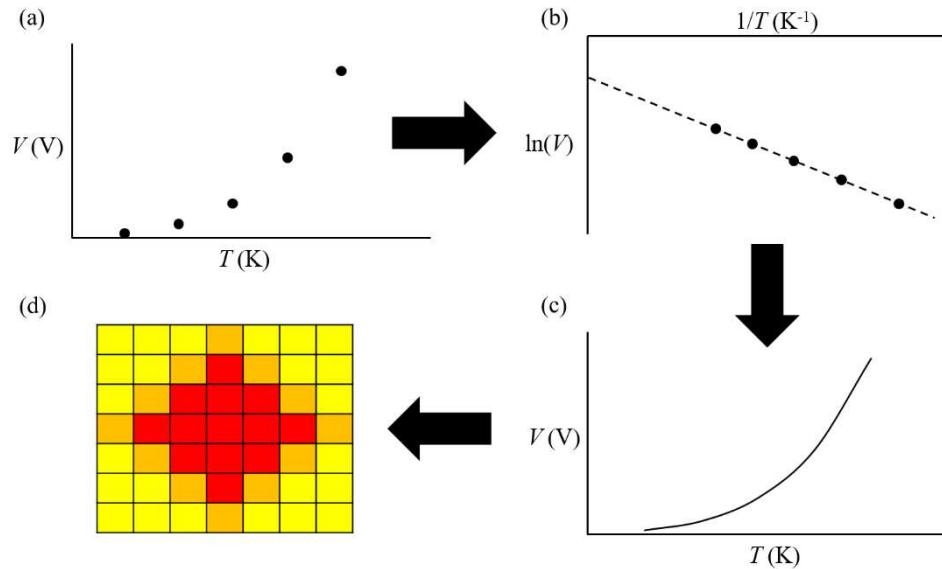 (a)
V (V)
T (K)
(b)
1/T (K⁻¹)
ln(V)
(d)
(c)
V (V)
T (K)